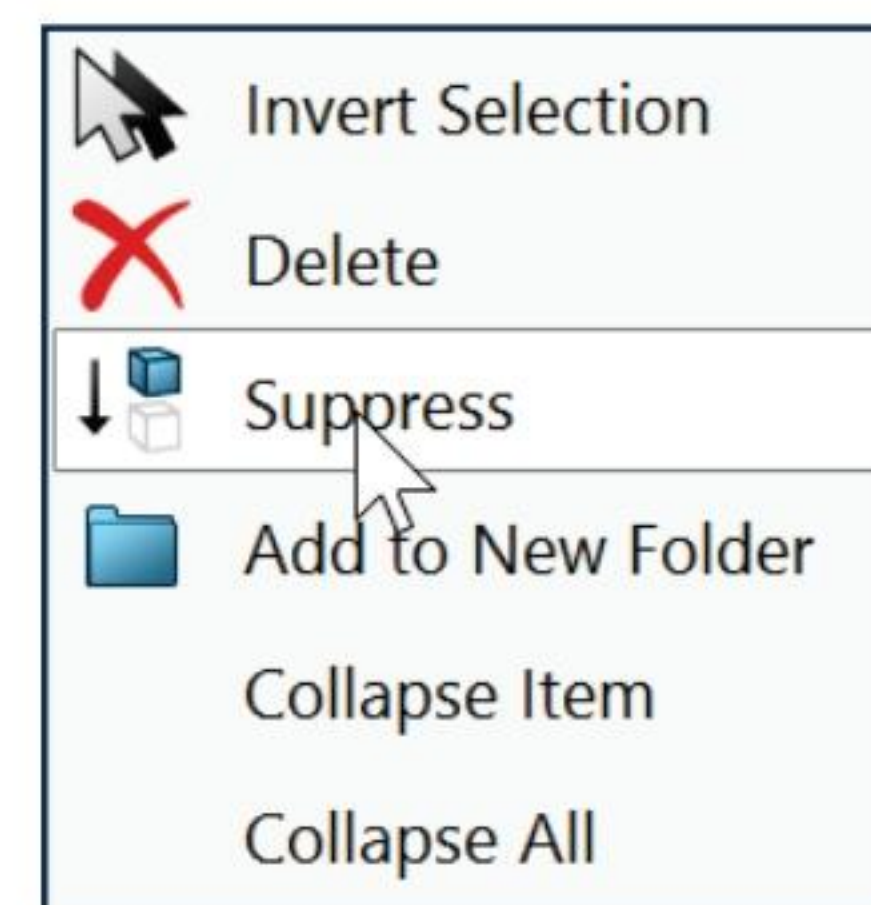 Invert Selection
Delete
Suppress
Add to New Folder
Collapse Item
Collapse All